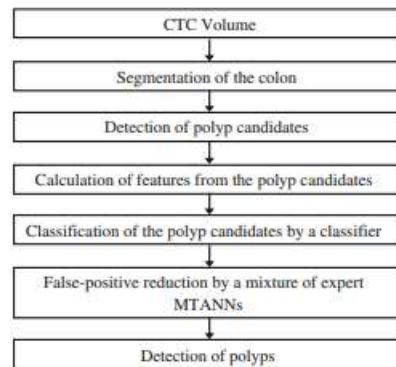 CTC Volume
Segmentation of the colon
Detection of polyp candidates
Calculation of features from the polyp candidates
Classification of the polyp candidates by a classifier
False-positive reduction by a mixture of expert
MTANNs
Detection of polyps